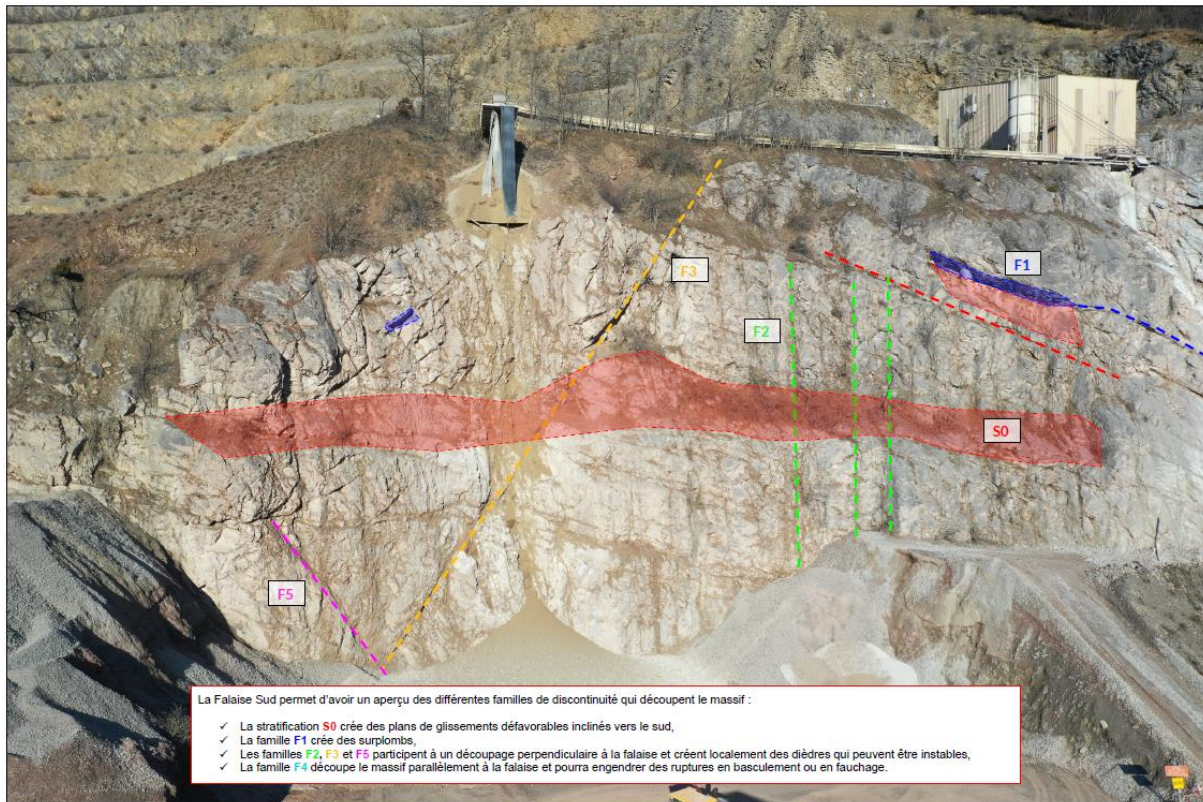 F1
F3
F2
S0
F5
La Falaise Sud permet d'avoir un aperçu des différentes familles de discontinuité qui découpent le massif :
✓ La stratification S0 crée des plans de glissements défavorables inclinés vers le sud,
✓ La famille F1 crée des surplombs,
✓ Les familles F2, F3 et F5 participent à un découpage perpendiculaire à la falaise et créent localement des dièdres qui peuvent être instables,
✓ La famille F4 découpe le massif parallèlement à la falaise et pourra engendrer des ruptures en basculement ou en fauchage.